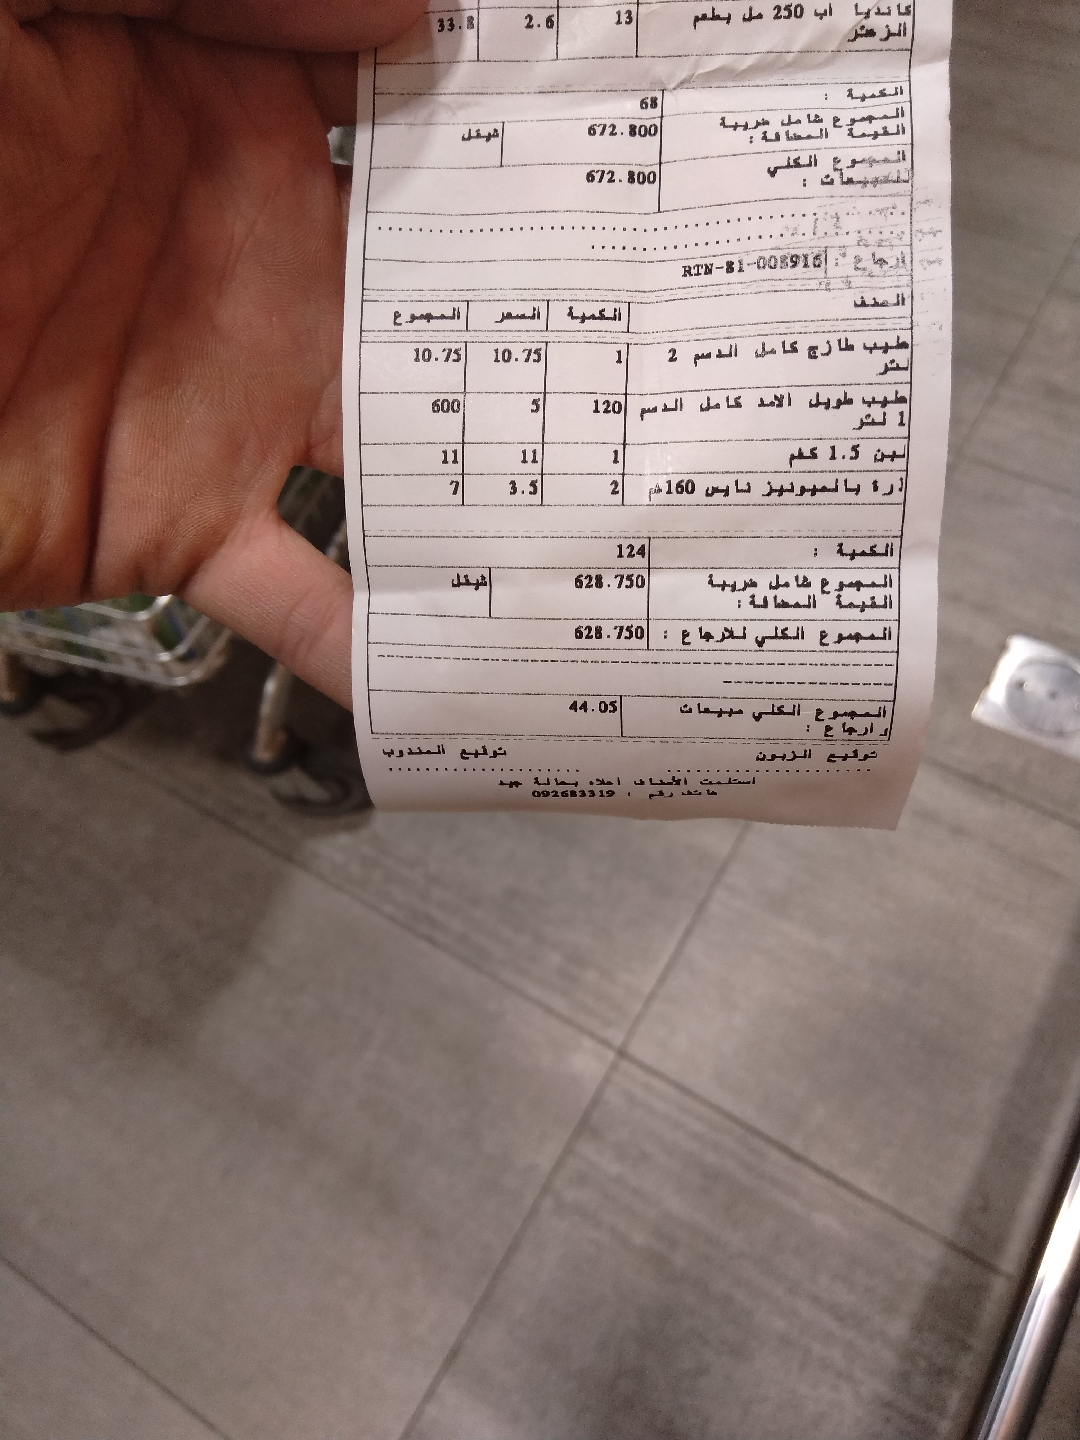 كانديا اب 250 مل بطعم 13 2.6 33.8
الزعتر
الكمية : 68
المجموع شامل ضريبة 672.800 شيقل
القيمة المضافة :
المجموع الكلي 672.800
للمبيعات :
ارجاع : RTN-81-008916
الصنف
الكمية السعر المجموع
حليب طازج كامل الدسم 2 1 10.75 10.75
لتر
حليب طويل الامد كامل الدسم 120 5 600
1 لتر
لبن 1.5 كغم 1 11 11
ذرة بالميونيز نايس 160غم 2 3.5 7
الكمية : 124
المجموع شامل ضريبة 628.750 شيقل
القيمة المضافة :
المجموع الكلي للارجاع : 628.750
المجموع الكلي مبيعات 44.05
و ارجاع :
توقيع الزبون توقيع المندوب
استلمت الأصناف اعلاه بحالة جيد
هاتف رقم : 092683319